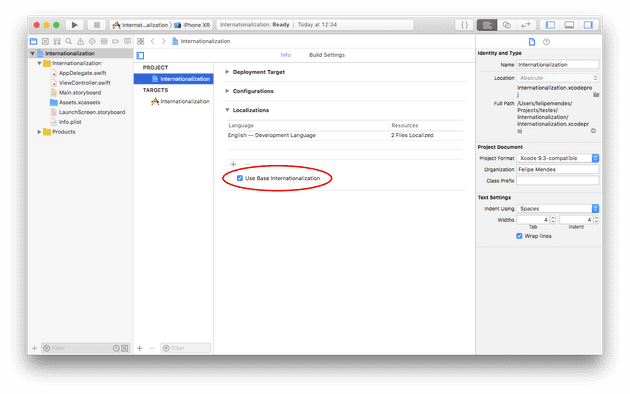 Internat...alization
iPhone XR
Internationalization: Ready
Today at 12:34
Internationalization
Internationalization
AppDelegate.swift
ViewController.swift
Main.storyboard
Assets.xcassets
LaunchScreen.storyboard
Info.plist
Products
Filter
Internationalization
Info
Build Settings
PROJECT
Internationalization
TARGETS
Internationalization
Filter
Deployment Target
Configurations
Localizations
Language
Resources
English — Development Language
2 Files Localized
Use Base Internationalization
Identity and Type
Name
Internationalization
Location
Absolute
Internationalization.xcodepro
j
Full Path
/Users/felipemendes/
Projects/testes/
Internationalization/
Internationalization.xcodepro
j
Project Document
Project Format
Xcode 9.3-compatible
Organization
Felipe Mendes
Class Prefix
Text Settings
Indent Using
Spaces
Widths
4
4
Tab
Indent
Wrap lines